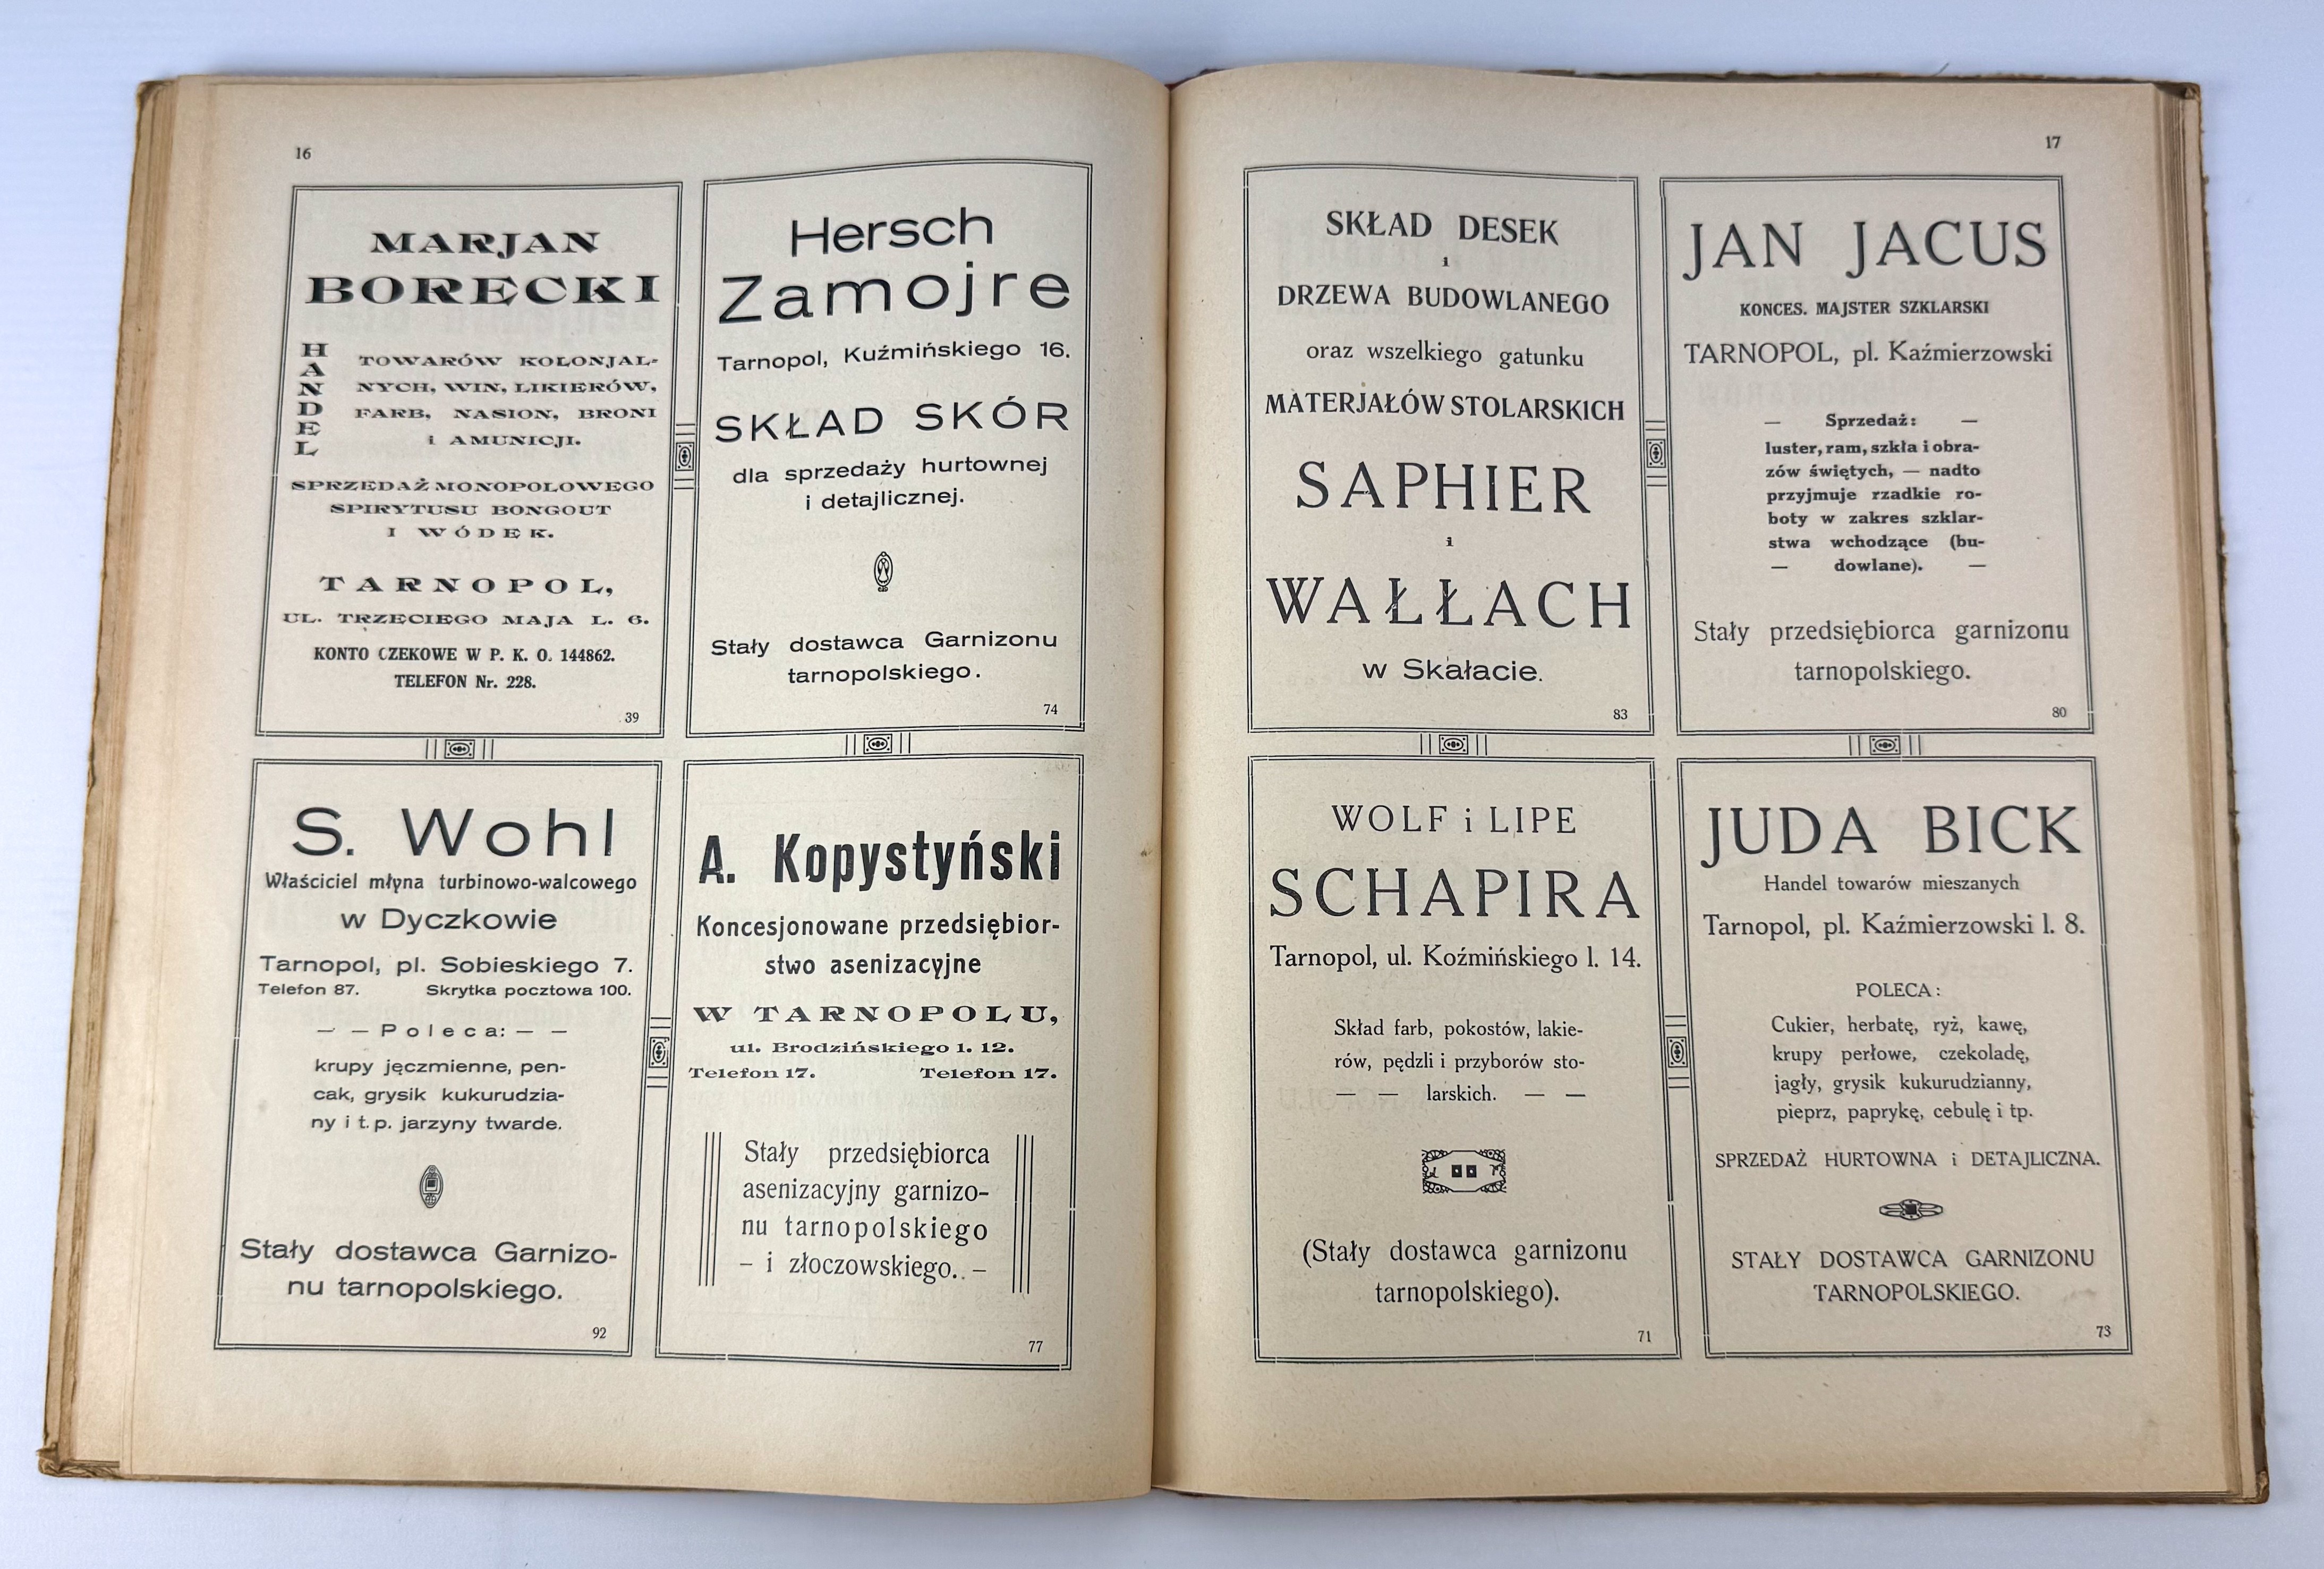 16
MARJAN
BORECKI
HANDEL
TOWARÓW KOLONJAL-
NYCH, WIN, LIKIERÓW,
FARB, NASION, BRONI
i AMUNICJI.
SPRZEDAŻ MONOPOLOWEGO
SPIRYTUSU BONGOUT
I WÓDEK.
TARNOPOL,
UL. TRZECIEGO MAJA L. 6.
KONTO CZEKOWE W P. K. O. 144862.
TELEFON Nr. 228.
39
Hersch
Zamojre
Tarnopol, Kuźmińskiego 16.
SKŁAD SKÓR
dla sprzedaży hurtownej
i detajlicznej.
Stały dostawca Garnizonu
tarnopolskiego.
74
S. Wohl
Właściciel młyna turbinowo-walcowego
w Dyczkowie
Tarnopol, pl. Sobieskiego 7.
Telefon 87. Skrytka pocztowa 100.
— — Poleca: — —
krupy jęczmienne, pen-
cak, grysik kukurudzia-
ny i t. p. jarzyny twarde.
Stały dostawca Garnizo-
nu tarnopolskiego.
92
A. Kopystyński
Koncesjonowane przedsiębior-
stwo asenizacyjne
W TARNOPOLU,
ul. Brodzińskiego l. 12.
Telefon 17. Telefon 17.
Stały przedsiębiorca
asenizacyjny garnizo-
nu tarnopolskiego
– i złoczowskiego. –
77
17
SKŁAD DESEK
i
DRZEWA BUDOWLANEGO
oraz wszelkiego gatunku
MATERJAŁÓW STOLARSKICH
SAPHIER
i
WAŁŁACH
w Skałacie.
83
JAN JACUS
KONCES. MAJSTER SZKLARSKI
TARNOPOL, pl. Kaźmierzowski
— Sprzedaż: —
luster, ram, szkła i obra-
zów świętych, — nadto
przyjmuje rzadkie ro-
boty w zakres szklar-
stwa wchodzące (bu-
— dowlane). —
Stały przedsiębiorca garnizonu
tarnopolskiego.
80
WOLF i LIPE
SCHAPIRA
Tarnopol, ul. Koźmińskiego l. 14.
Skład farb, pokostów, lakie-
rów, pędzli i przyborów sto-
— — larskich. — —
(Stały dostawca garnizonu
tarnopolskiego).
71
JUDA BICK
Handel towarów mieszanych
Tarnopol, pl. Kaźmierzowski l. 8.
POLECA:
Cukier, herbatę, ryż, kawę,
krupy perłowe, czekoladę,
jagły, grysik kukurudzianny,
pieprz, paprykę, cebulę i tp.
SPRZEDAŻ HURTOWNA i DETAJLICZNA.
STAŁY DOSTAWCA GARNIZONU
TARNOPOLSKIEGO.
73